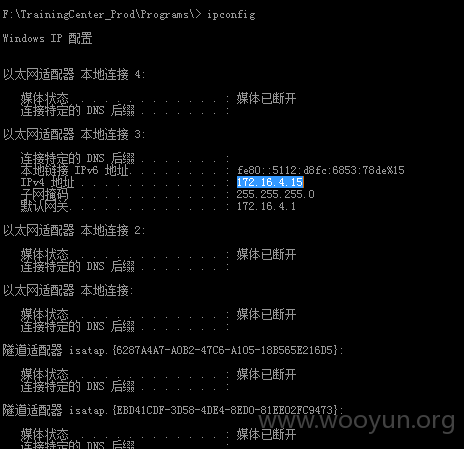 F:\TrainingCenter_Prod\Programs\> ipconfig
Windows IP 配置
以太网适配器 本地连接 4:
媒体状态 . . . . . . . . . . . . : 媒体已断开
连接特定的 DNS 后缀 . . . . . . . :
以太网适配器 本地连接 3:
连接特定的 DNS 后缀 . . . . . . . :
本地链接 IPv6 地址. . . . . . . . : fe80::5112:d8fc:6853:78de%15
IPv4 地址 . . . . . . . . . . . . : 172.16.4.15
子网掩码 . . . . . . . . . . . . : 255.255.255.0
默认网关. . . . . . . . . . . . . : 172.16.4.1
以太网适配器 本地连接 2:
媒体状态 . . . . . . . . . . . . : 媒体已断开
连接特定的 DNS 后缀 . . . . . . . :
以太网适配器 本地连接:
媒体状态 . . . . . . . . . . . . : 媒体已断开
连接特定的 DNS 后缀 . . . . . . . :
隧道适配器 isatap.{6287A4A7-A0B2-47C6-A105-18B565E216D5}:
媒体状态 . . . . . . . . . . . . : 媒体已断开
连接特定的 DNS 后缀 . . . . . . . :
隧道适配器 isatap.{EBD41CDF-3D58-4DE4-8ED0-81EE02FC9473}:
媒体状态 . . . . . . . . . . . . : 媒体已断开
连接特定的 DNS 后缀 . . . . . . . :
www.wooyun.org